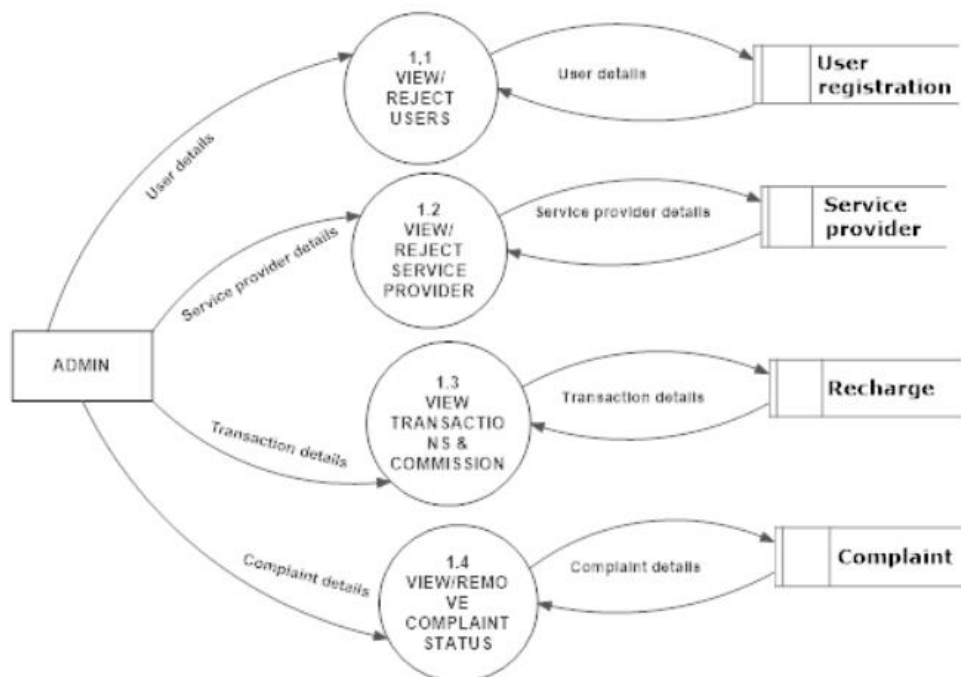 1,1
VIEW/
REJECT
USERS
User details
User
registration
User details
1.2
VIEW/
REJECT
SERVICE
PROVIDER
Service provider details
Service
provider
Service provider details
ADMIN
1.3
VIEW
TRANSACTIO
NS &
COMMISSION
Transaction details
Recharge
Transaction details
1.4
VIEW/REMO
VE
COMPLAINT
STATUS
Complaint details
Complaint
Complaint details